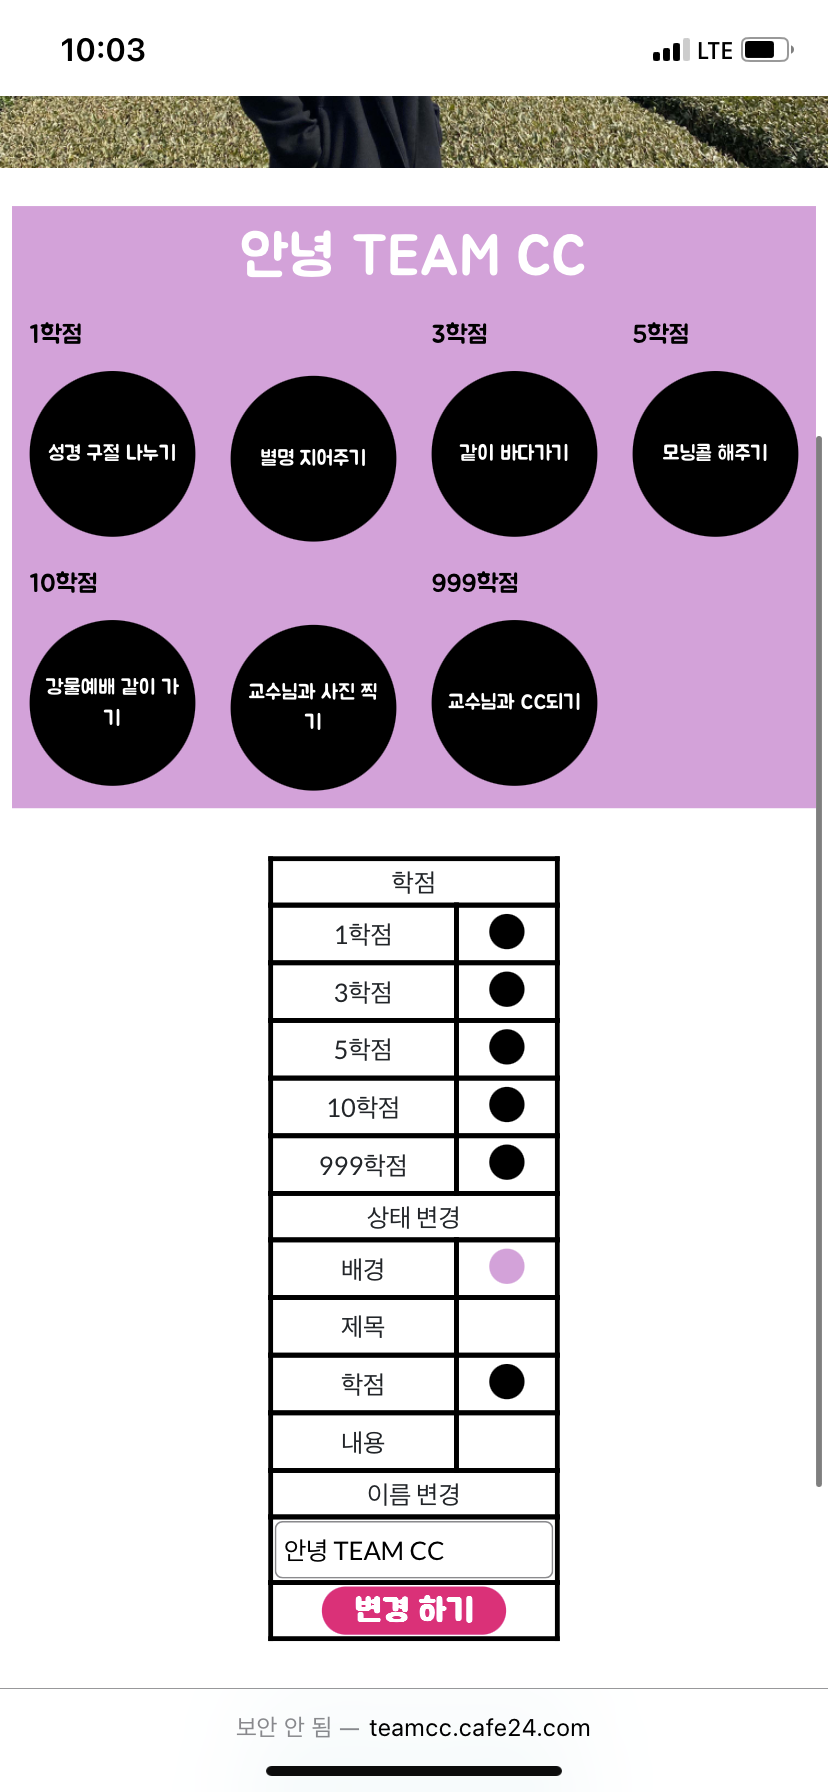 10:03
LTE
안녕 TEAM CC
1학점
3학점
5학점
성경 구절 나누기
별명 지어주기
같이 바다가기
모닝콜 해주기
10학점
999학점
강물예배 같이 가
기
교수님과 사진 찍
기
교수님과 CC되기
학점
1학점
3학점
5학점
10학점
999학점
상태 변경
배경
제목
학점
내용
이름 변경
안녕 TEAM CC
변경 하기
보안 안 됨 — teamcc.cafe24.com